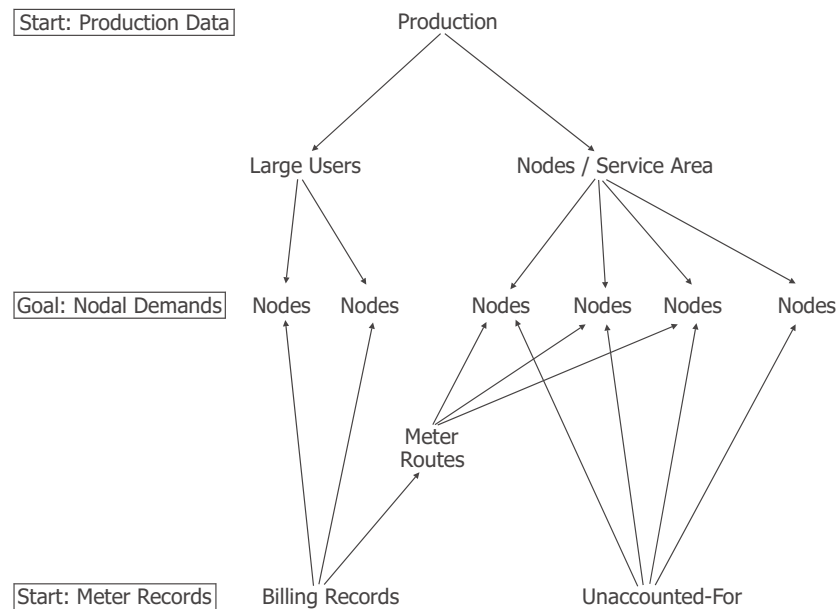 Start: Production Data
Production
Large Users
Nodes / Service Area
Goal: Nodal Demands
Nodes
Nodes
Nodes
Nodes
Nodes
Nodes
Meter
Routes
Start: Meter Records
Billing Records
Unaccounted-For